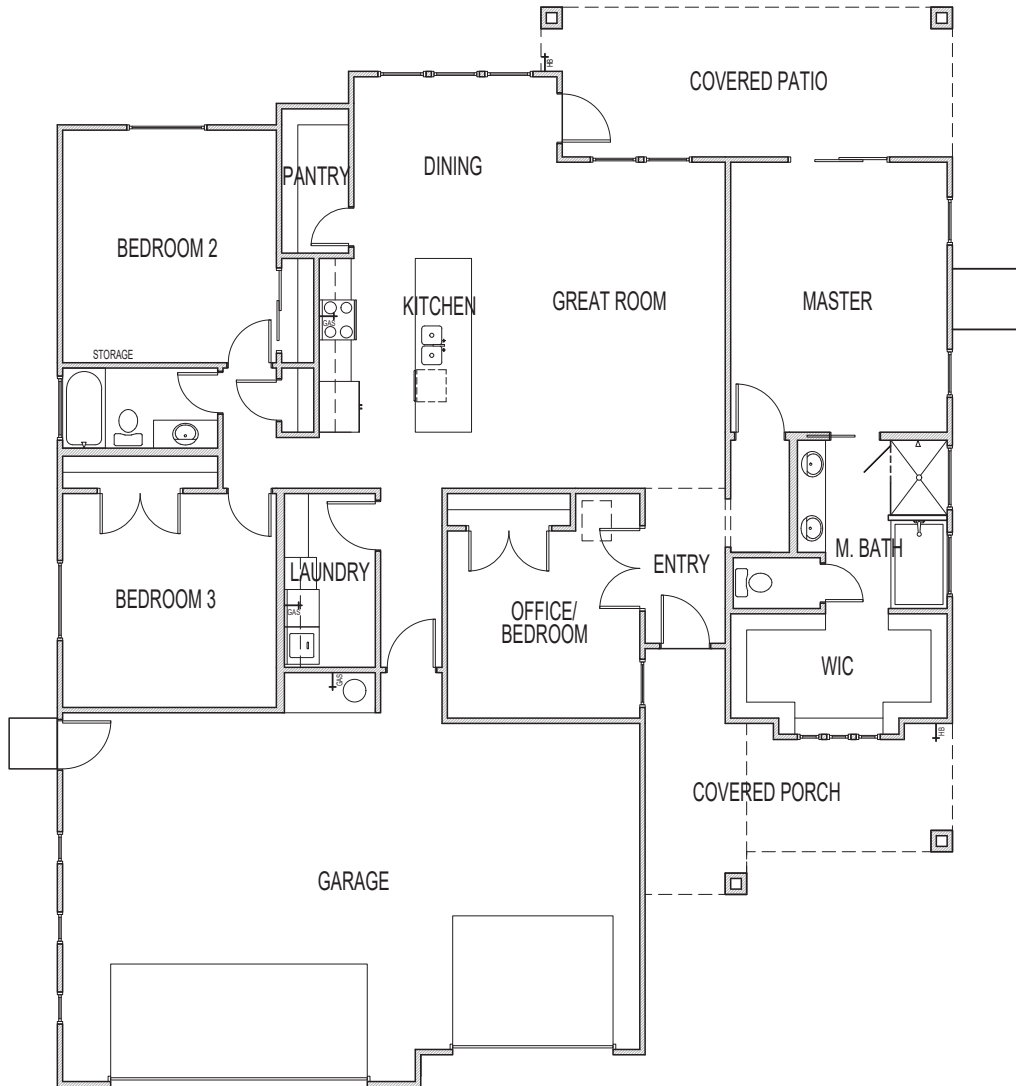 HB
COVERED PATIO
DINING
PANTRY
BEDROOM 2
KITCHEN
GREAT ROOM
MASTER
GAS
STORAGE
M. BATH
ENTRY
LAUNDRY
BEDROOM 3
GAS
OFFICE/
BEDROOM
WIC
GAS
HB
COVERED PORCH
GARAGE